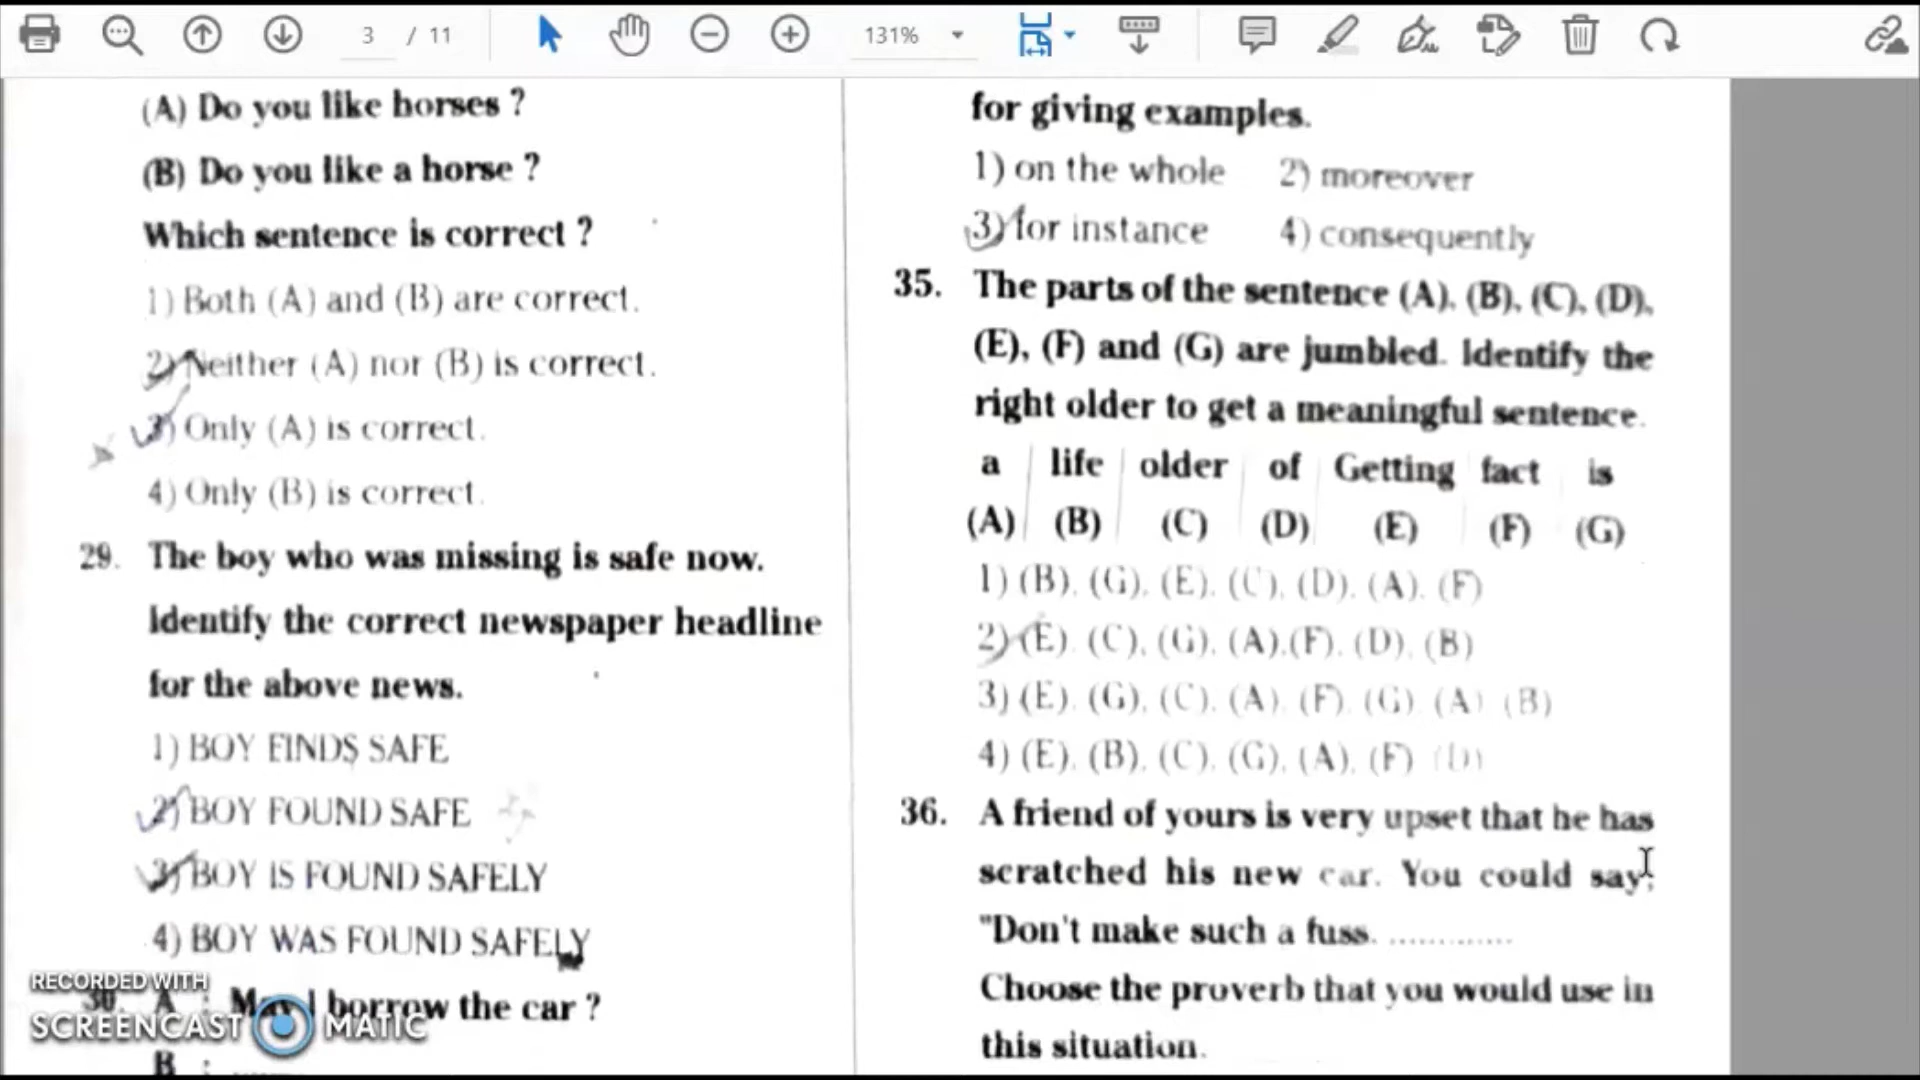 3 / 11
131%
(A) Do you like horses ?
(B) Do you like a horse ?
Which sentence is correct ?
1) Both (A) and (B) are correct.
2) Neither (A) nor (B) is correct.
3) Only (A) is correct.
4) Only (B) is correct.
29. The boy who was missing is safe now.
Identify the correct newspaper headline
for the above news.
1) BOY FINDS SAFE
2) BOY FOUND SAFE
3) BOY IS FOUND SAFELY
4) BOY WAS FOUND SAFELY
30. A : May I borrow the car ?
B :
for giving examples.
1) on the whole 2) moreover
3) for instance 4) consequently
35. The parts of the sentence (A), (B), (C), (D),
(E), (F) and (G) are jumbled. Identify the
right older to get a meaningful sentence.
a life older of Getting fact is
(A) (B) (C) (D) (E) (F) (G)
1) (B). (G). (E). (C). (D). (A). (F)
2) (E). (C). (G). (A).(F). (D). (B)
3) (E). (G). (C). (A). (F). (G). (A) (B)
4) (E). (B). (C). (G). (A). (F) (D)
36. A friend of yours is very upset that he has
scratched his new car. You could say;
"Don't make such a fuss. .............
Choose the proverb that you would use in
this situation.
RECORDED WITH
SCREENCAST MATIC